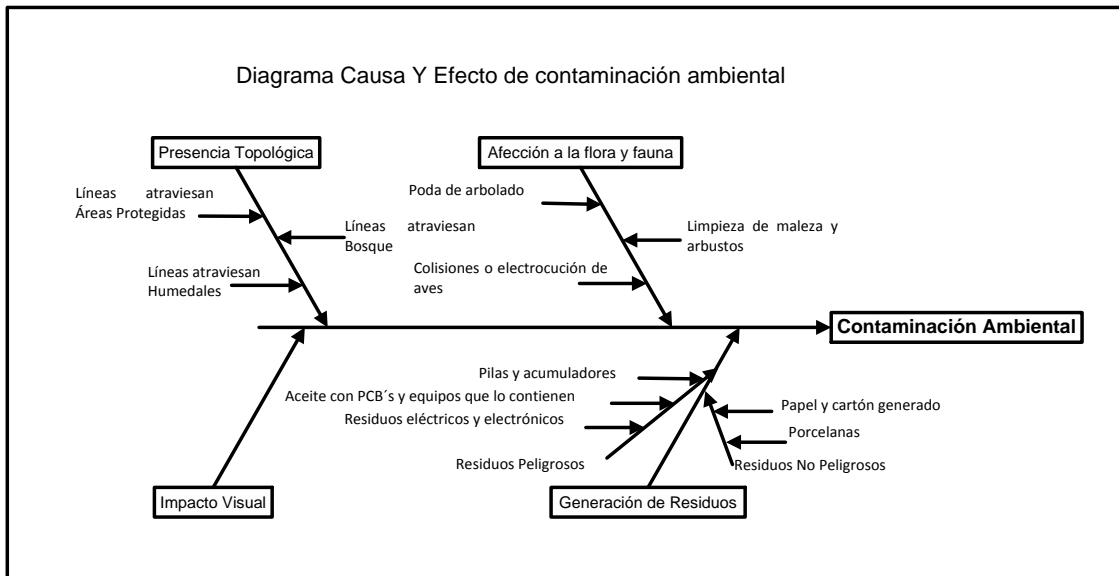 Diagrama Causa Y Efecto de contaminación ambiental
Presencia Topológica
Afección a la flora y fauna
Líneas atraviesan
Áreas Protegidas
Líneas atraviesan
Bosque
Líneas atraviesan
Humedales
Poda de arbolado
Limpieza de maleza y
arbustos
Colisiones o electrocución de
aves
Contaminación Ambiental
Pilas y acumuladores
Aceite con PCB´s y equipos que lo contienen
Residuos eléctricos y electrónicos
Residuos Peligrosos
Papel y cartón generado
Porcelanas
Residuos No Peligrosos
Impacto Visual
Generación de Residuos